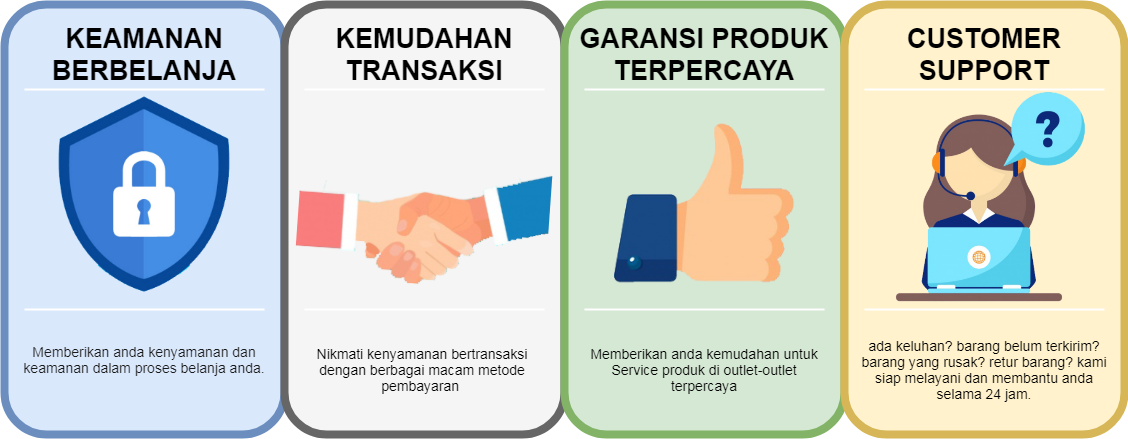 KEAMANAN
BERBELANJA
Memberikan anda kenyamanan dan
keamanan dalam proses belanja anda.
KEMUDAHAN
TRANSAKSI
Nikmati kenyamanan bertransaksi
dengan berbagai macam metode
pembayaran
GARANSI PRODUK
TERPERCAYA
Memberikan anda kemudahan untuk
Service produk di outlet-outlet
terpercaya
CUSTOMER
SUPPORT
?
ada keluhan? barang belum terkirim?
barang yang rusak? retur barang? kami
siap melayani dan membantu anda
selama 24 jam.